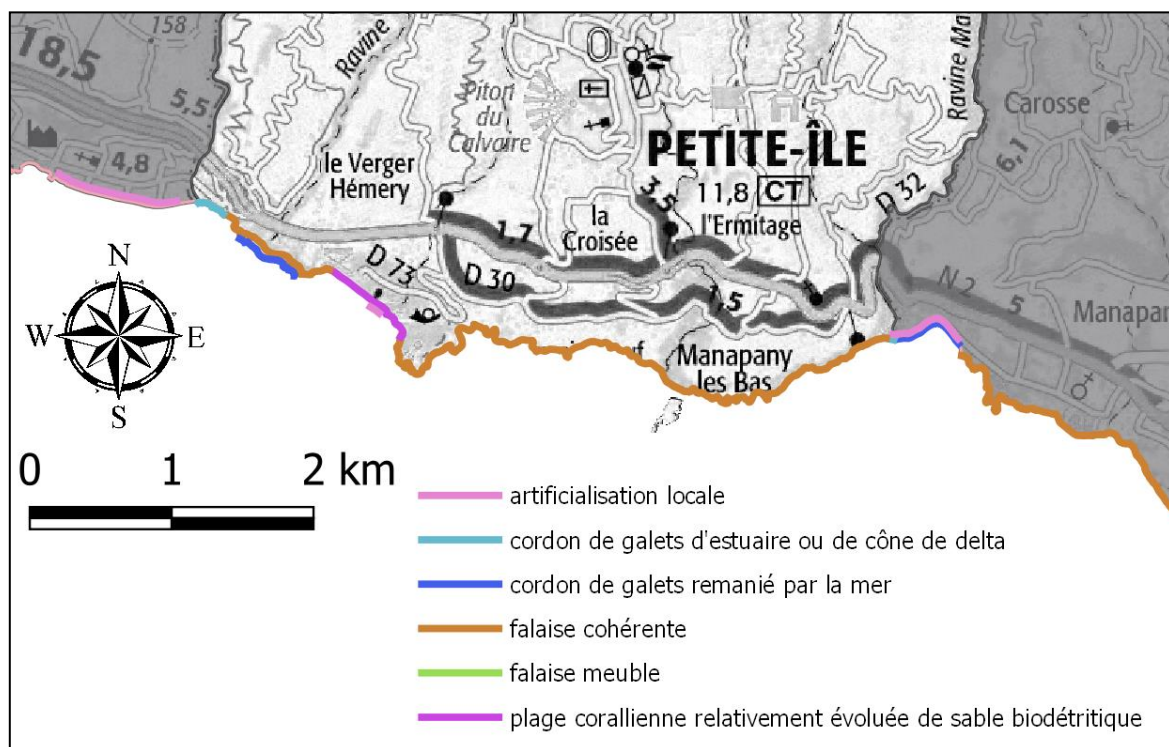 158
18,5
5,5
4,8
Ravine
Piton
du
Calvaire
Ravine Ma
Carosse
6,1
le Verger
Hémery
PETITE-ÎLE
3,5
11,8 CT
D 32
la
Croisée
l'Ermitage
1,7
D 73
D 30
1,5
N 2
5
Manapan
Manapany
les Bas
N
W
E
S
0 1 2 km
artificialisation locale
cordon de galets d'estuaire ou de cône de delta
cordon de galets remanié par la mer
falaise cohérente
falaise meuble
plage corallienne relativement évoluée de sable biodétritique